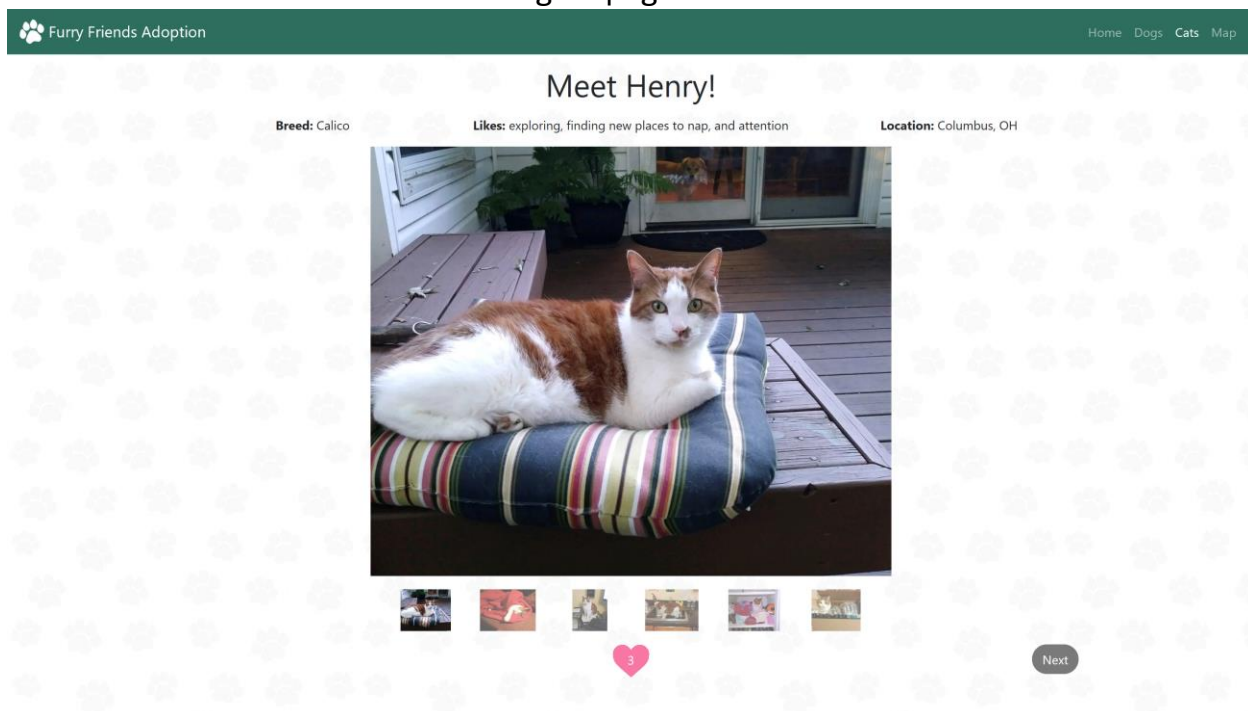 Furry Friends Adoption
Home Dogs Cats Map
Meet Henry!
Breed: Calico
Likes: exploring, finding new places to nap, and attention
Location: Columbus, OH
3
Next